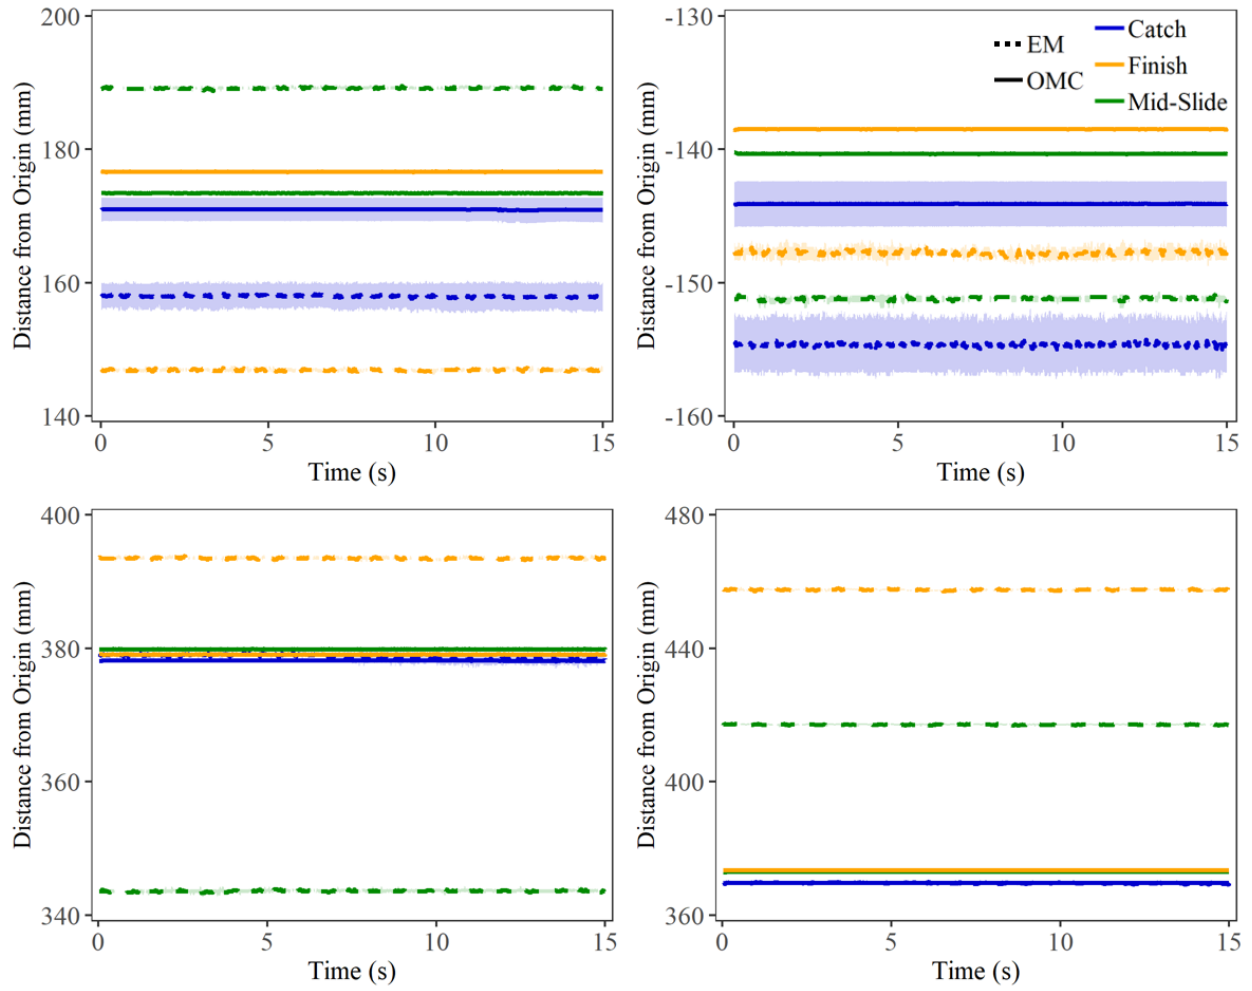 200
180
160
140
0
5
10
15
Distance from Origin (mm)
Time (s)
-130
-140
-150
-160
0
5
10
15
Distance from Origin (mm)
Time (s)
EM
OMC
Catch
Finish
Mid-Slide
400
380
360
340
0
5
10
15
Distance from Origin (mm)
Time (s)
480
440
400
360
0
5
10
15
Distance from Origin (mm)
Time (s)